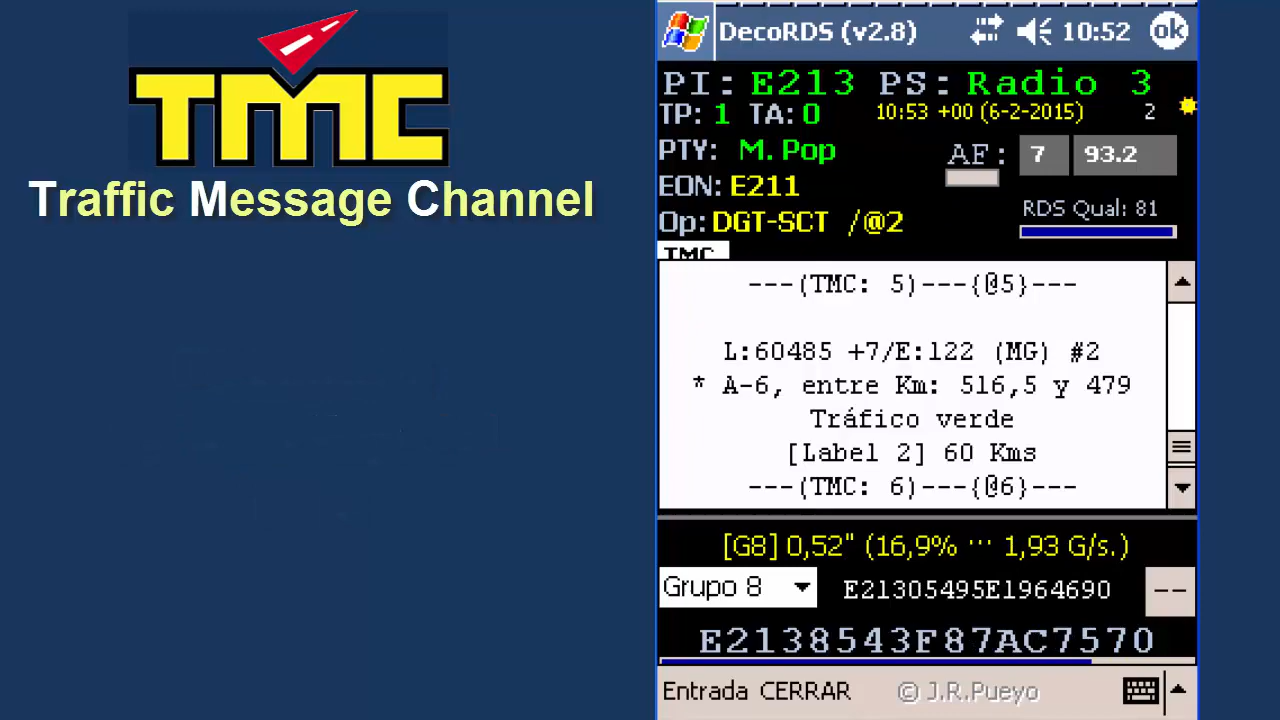 TMC
Traffic Message Channel
DecoRDS (v2.8) 10:52 ok
PI: E213 PS: Radio 3
TP: 1 TA: 0 10:53 +00 (6-2-2015) 2
PTY: M. Pop AF: 7 93.2
EON: E211
RDS Qual: 81
Op: DGT-SCT /@2
TMC
---(TMC: 5)---{@5}---
L:60485 +7/E:122 (MG) #2
* A-6, entre Km: 516,5 y 479
Tráfico verde
[Label 2] 60 Kms
---(TMC: 6)---{@6}---
[G8] 0,52" (16,9% ··· 1,93 G/s.)
Grupo 8 E21305495E1964690 --
E2138543F87AC7570
Entrada CERRAR © J.R.Pueyo